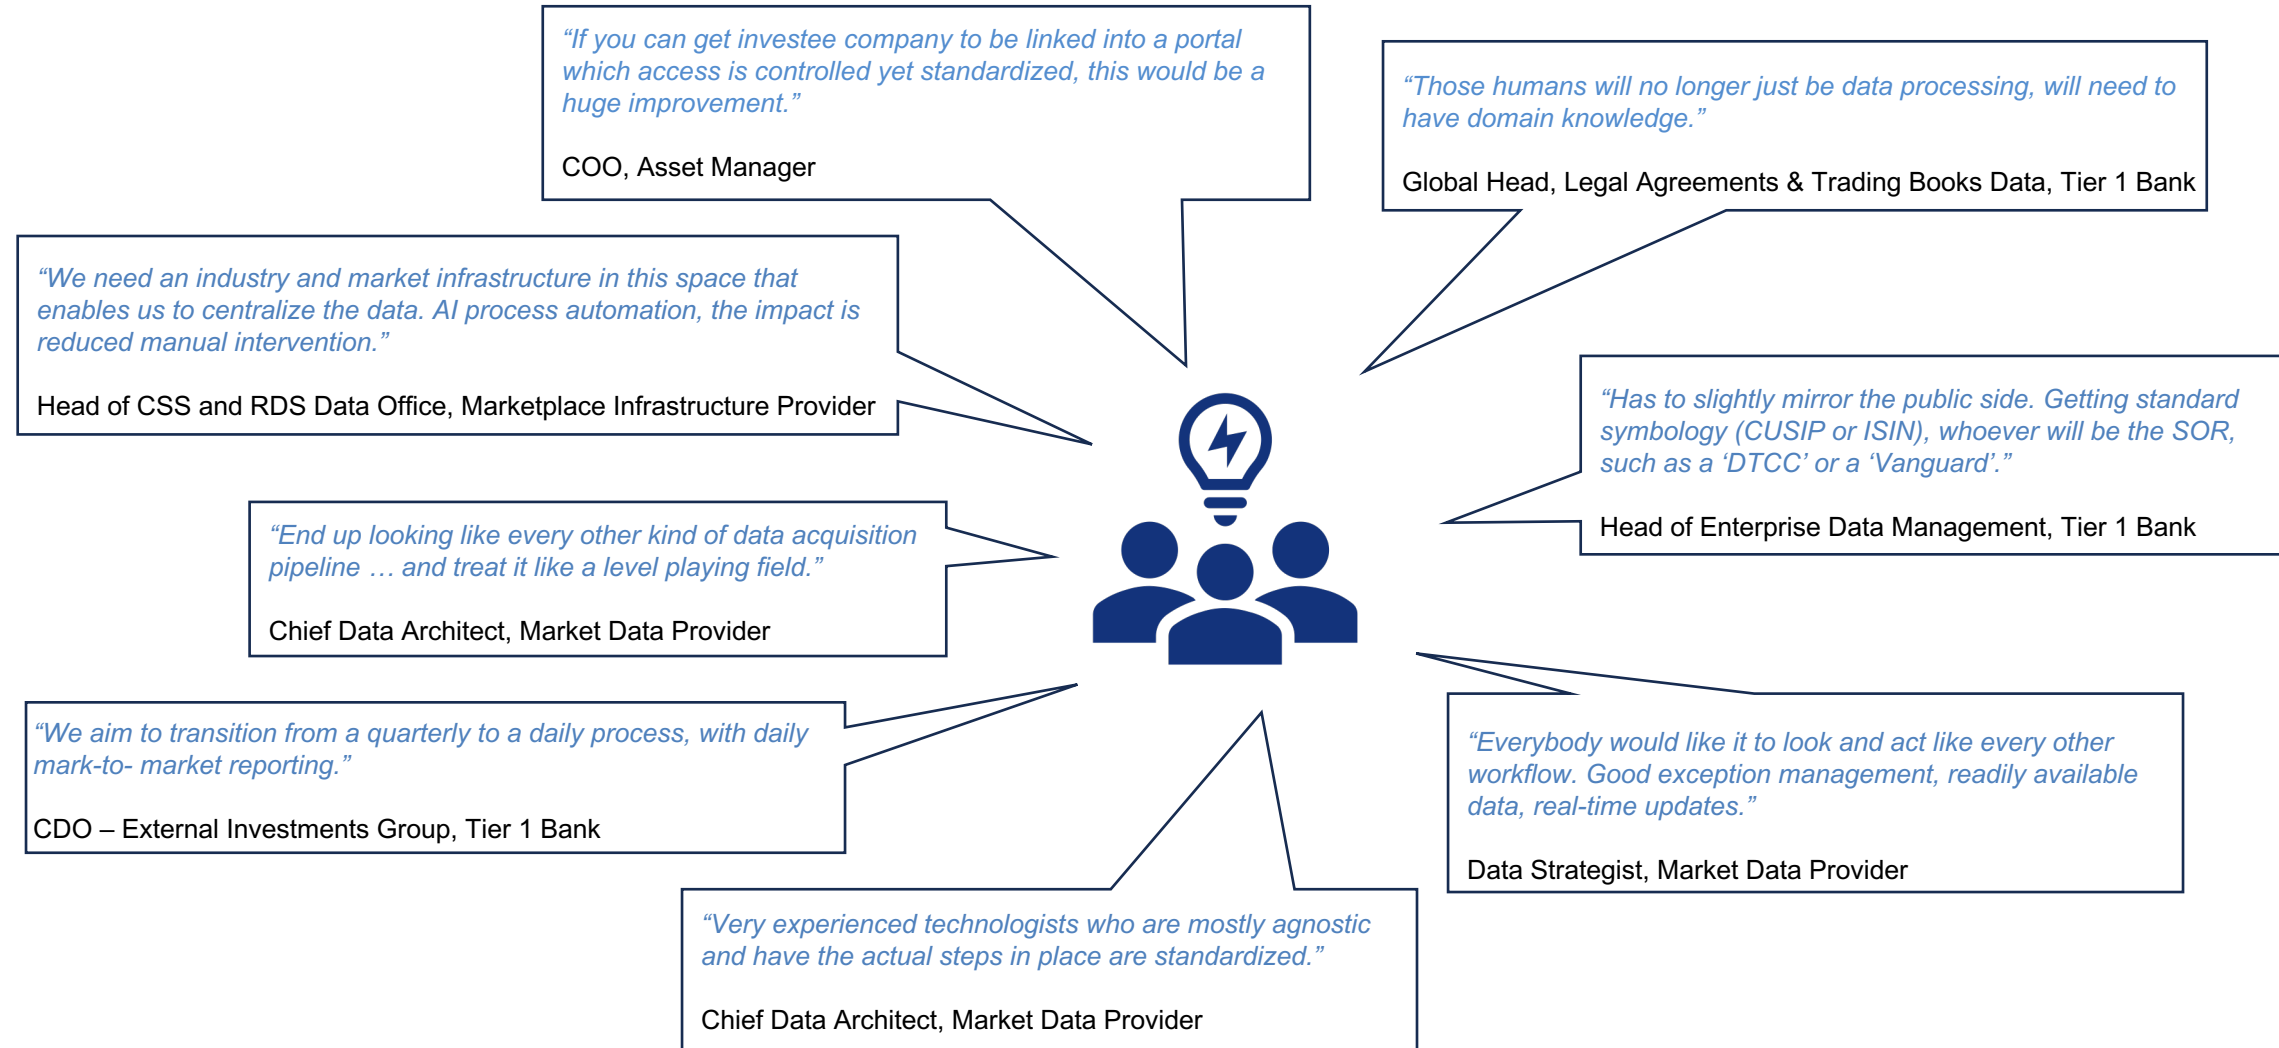 “If you can get investee company to be linked into a portal
which access is controlled yet standardized, this would be a
huge improvement.”
COO, Asset Manager
“Those humans will no longer just be data processing, will need to
have domain knowledge.”
Global Head, Legal Agreements & Trading Books Data, Tier 1 Bank
“We need an industry and market infrastructure in this space that
enables us to centralize the data. AI process automation, the impact is
reduced manual intervention.”
Head of CSS and RDS Data Office, Marketplace Infrastructure Provider
“Has to slightly mirror the public side. Getting standard
symbology (CUSIP or ISIN), whoever will be the SOR,
such as a ‘DTCC’ or a ‘Vanguard’.”
Head of Enterprise Data Management, Tier 1 Bank
“End up looking like every other kind of data acquisition
pipeline … and treat it like a level playing field.”
Chief Data Architect, Market Data Provider
“We aim to transition from a quarterly to a daily process, with daily
mark-to- market reporting.”
CDO – External Investments Group, Tier 1 Bank
“Everybody would like it to look and act like every other
workflow. Good exception management, readily available
data, real-time updates.”
Data Strategist, Market Data Provider
“Very experienced technologists who are mostly agnostic
and have the actual steps in place are standardized.”
Chief Data Architect, Market Data Provider